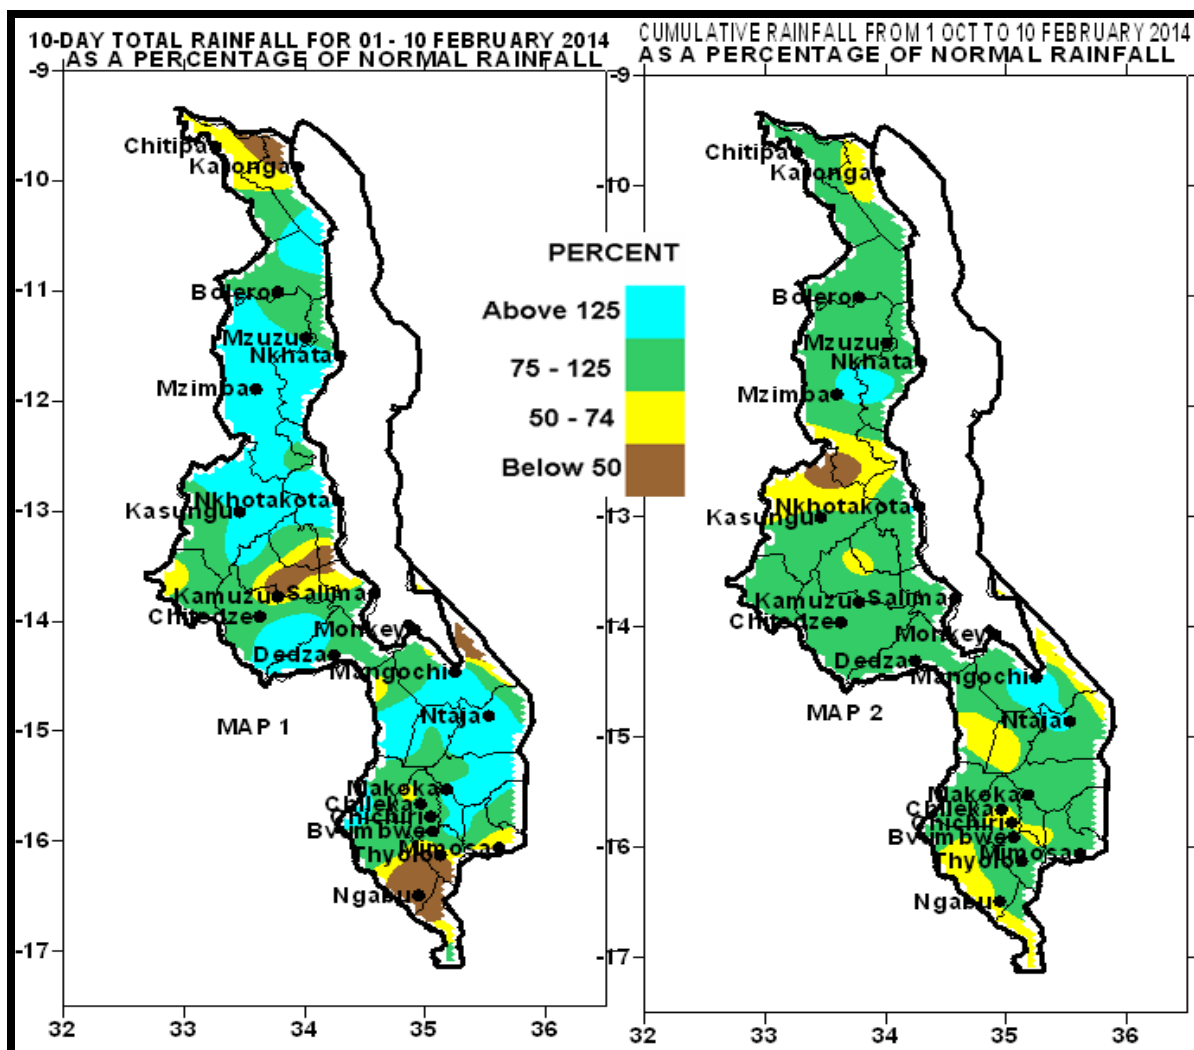 10-DAY TOTAL RAINFALL FOR 01 - 10 FEBRUARY 2014
AS A PERCENTAGE OF NORMAL RAINFALL
-9
-10
-11
-12
-13
-14
-15
-16
-17
32
33
34
35
36
Chitipa
Karonga
Bolero
Mzuzu
Nkhata
Mzimba
Nkhotakota
Kasungu
Kamuzu
Salima
Chitedze
Monkey
Dedza
Mangochi
Ntaja
Makoka
Chileka
Chichiri
Bvumbwe
Mimosa
Thyolo
Ngabu
MAP 1
PERCENT
Above 125
75 - 125
50 - 74
Below 50
CUMULATIVE RAINFALL FROM 1 OCT TO 10 FEBRUARY 2014
AS A PERCENTAGE OF NORMAL RAINFALL
-9
-10
-11
-12
-13
-14
-15
-16
-17
32
33
34
35
36
Chitipa
Karonga
Bolero
Mzuzu
Nkhata
Mzimba
Nkhotakota
Kasungu
Kamuzu
Salima
Chitedze
Monkey
Dedza
Mangochi
Ntaja
Makoka
Chileka
Chichiri
Bvumbwe
Mimosa
Thyolo
Ngabu
MAP 2